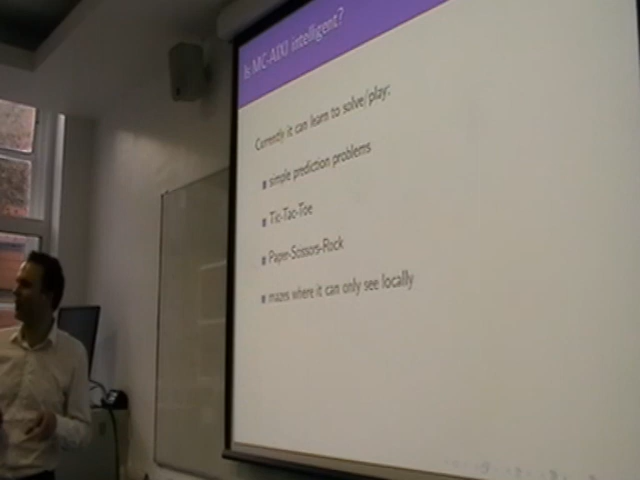 Is MC-AIXI intelligent?
Currently it can learn to solve/play:
simple prediction problems
Tic-Tac-Toe
Paper-Scissors-Rock
mazes where it can only see locally